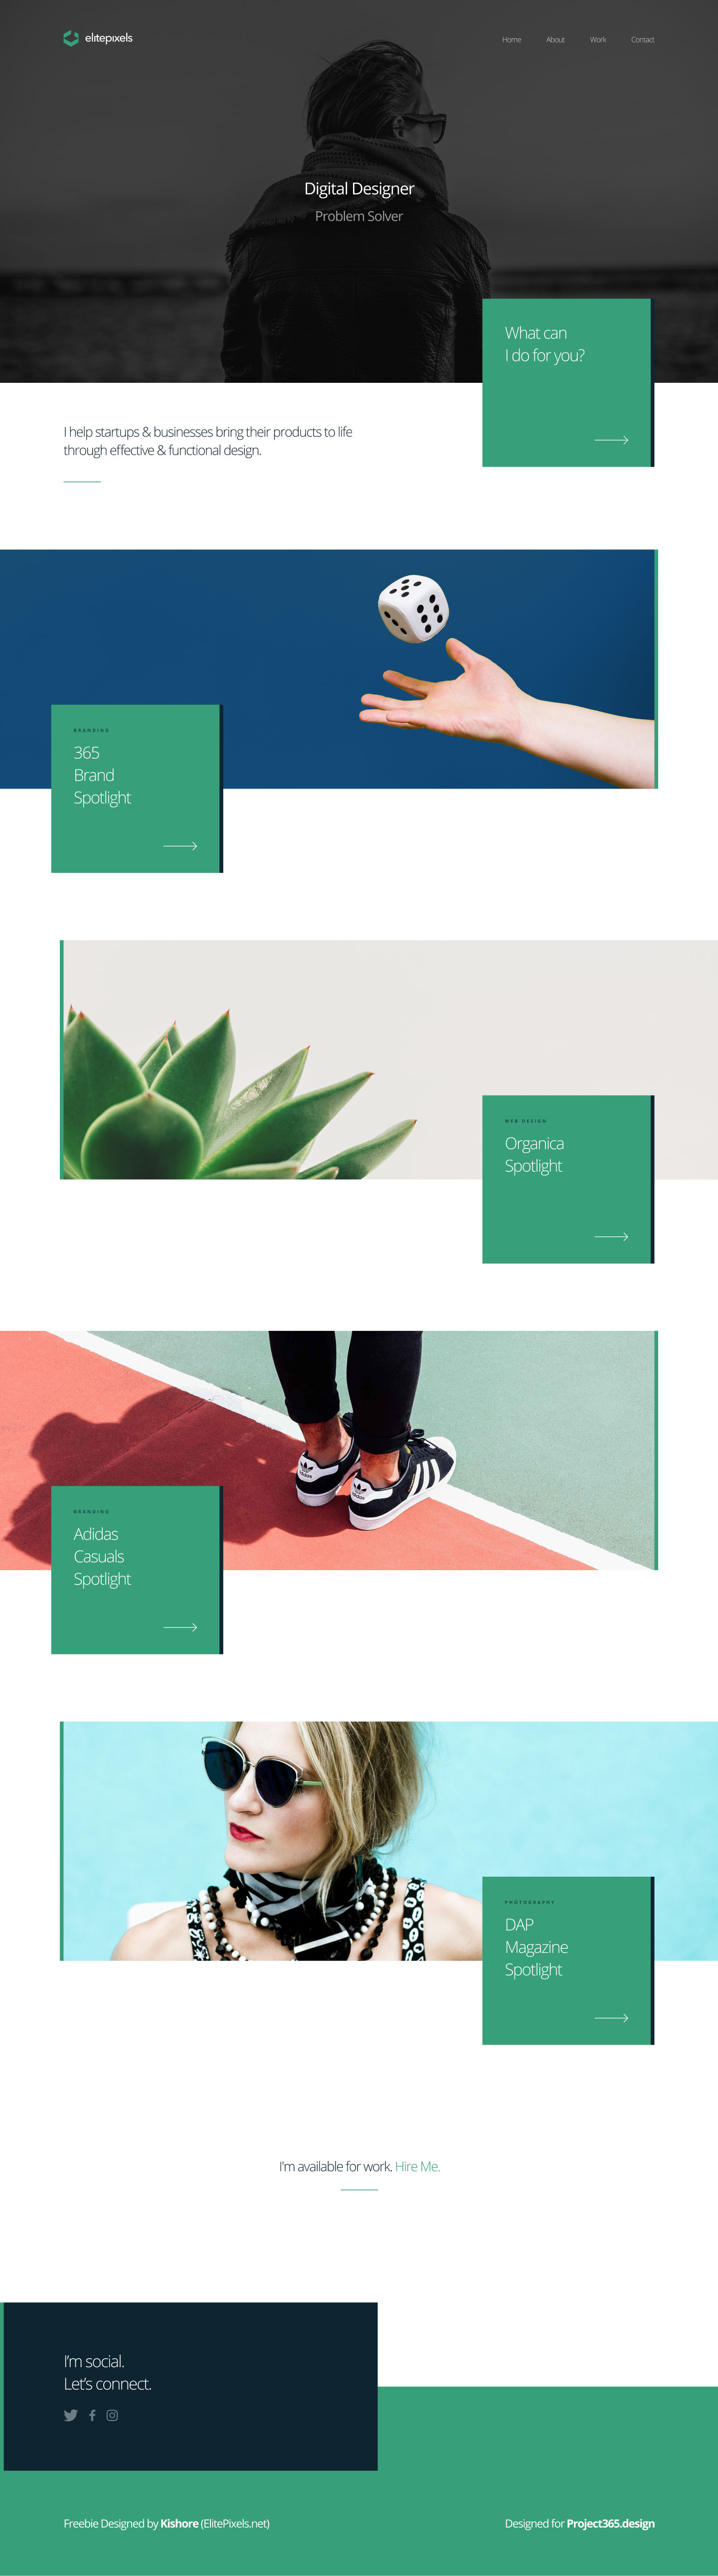 elitepixels
Home About Work Contact
Digital Designer
Problem Solver
What can
I do for you?
I help startups & businesses bring their products to life
through effective & functional design.
BRANDING
365
Brand
Spotlight
WEB DESIGN
Organica
Spotlight
adidas
adidas
BRANDING
Adidas
Casuals
Spotlight
PHOTOGRAPHY
DAP
Magazine
Spotlight
I'm available for work. Hire Me.
I'm social.
Let's connect.
Freebie Designed by Kishore (ElitePixels.net)
Designed for Project365.design